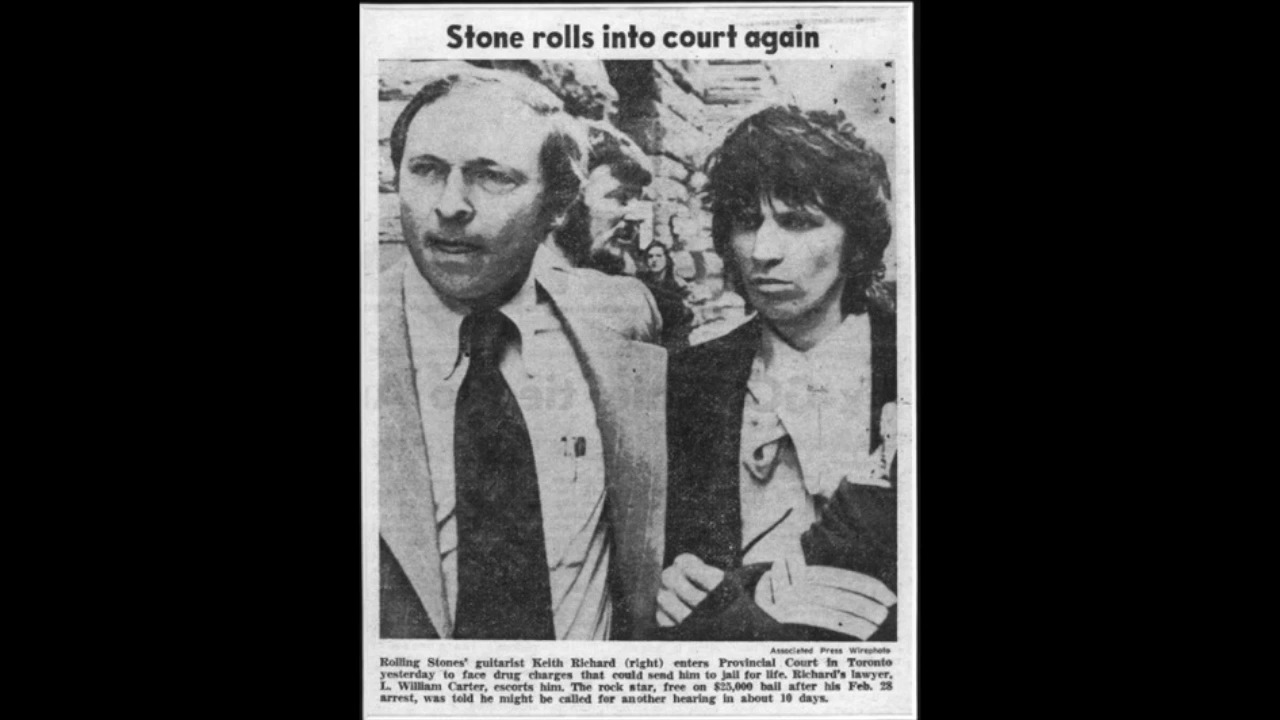 Stone rolls into court again
Associated Press Wirephoto
Rolling Stones' guitarist Keith Richard (right) enters Provincial Court in Toronto
yesterday to face drug charges that could send him to jail for life. Richard's lawyer,
L. William Carter, escorts him. The rock star, free on $25,000 bail after his Feb. 28
arrest, was told he might be called for another hearing in about 10 days.